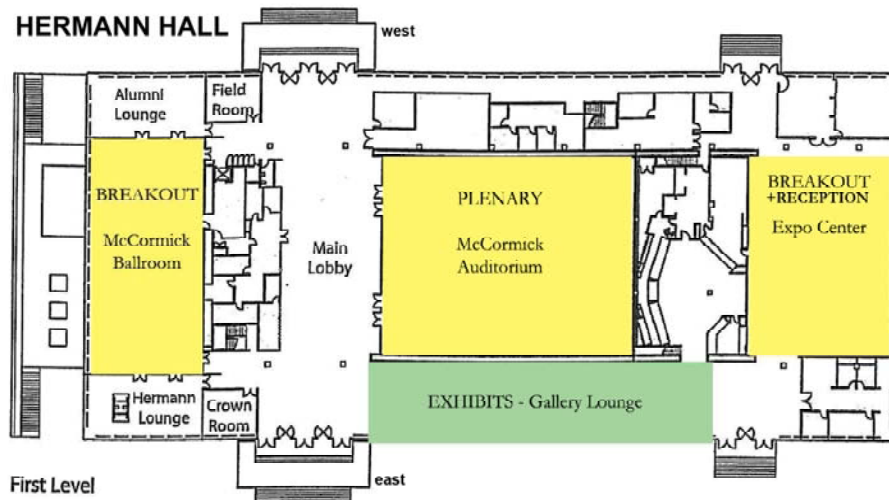 HERMANN HALL
west
Alumni
Lounge
Field
Room
BREAKOUT
McCormick
Ballroom
Main
Lobby
PLENARY
McCormick
Auditorium
BREAKOUT
+RECEPTION
Expo Center
Hermann
Lounge
Crown
Room
EXHIBITS - Gallery Lounge
east
First Level